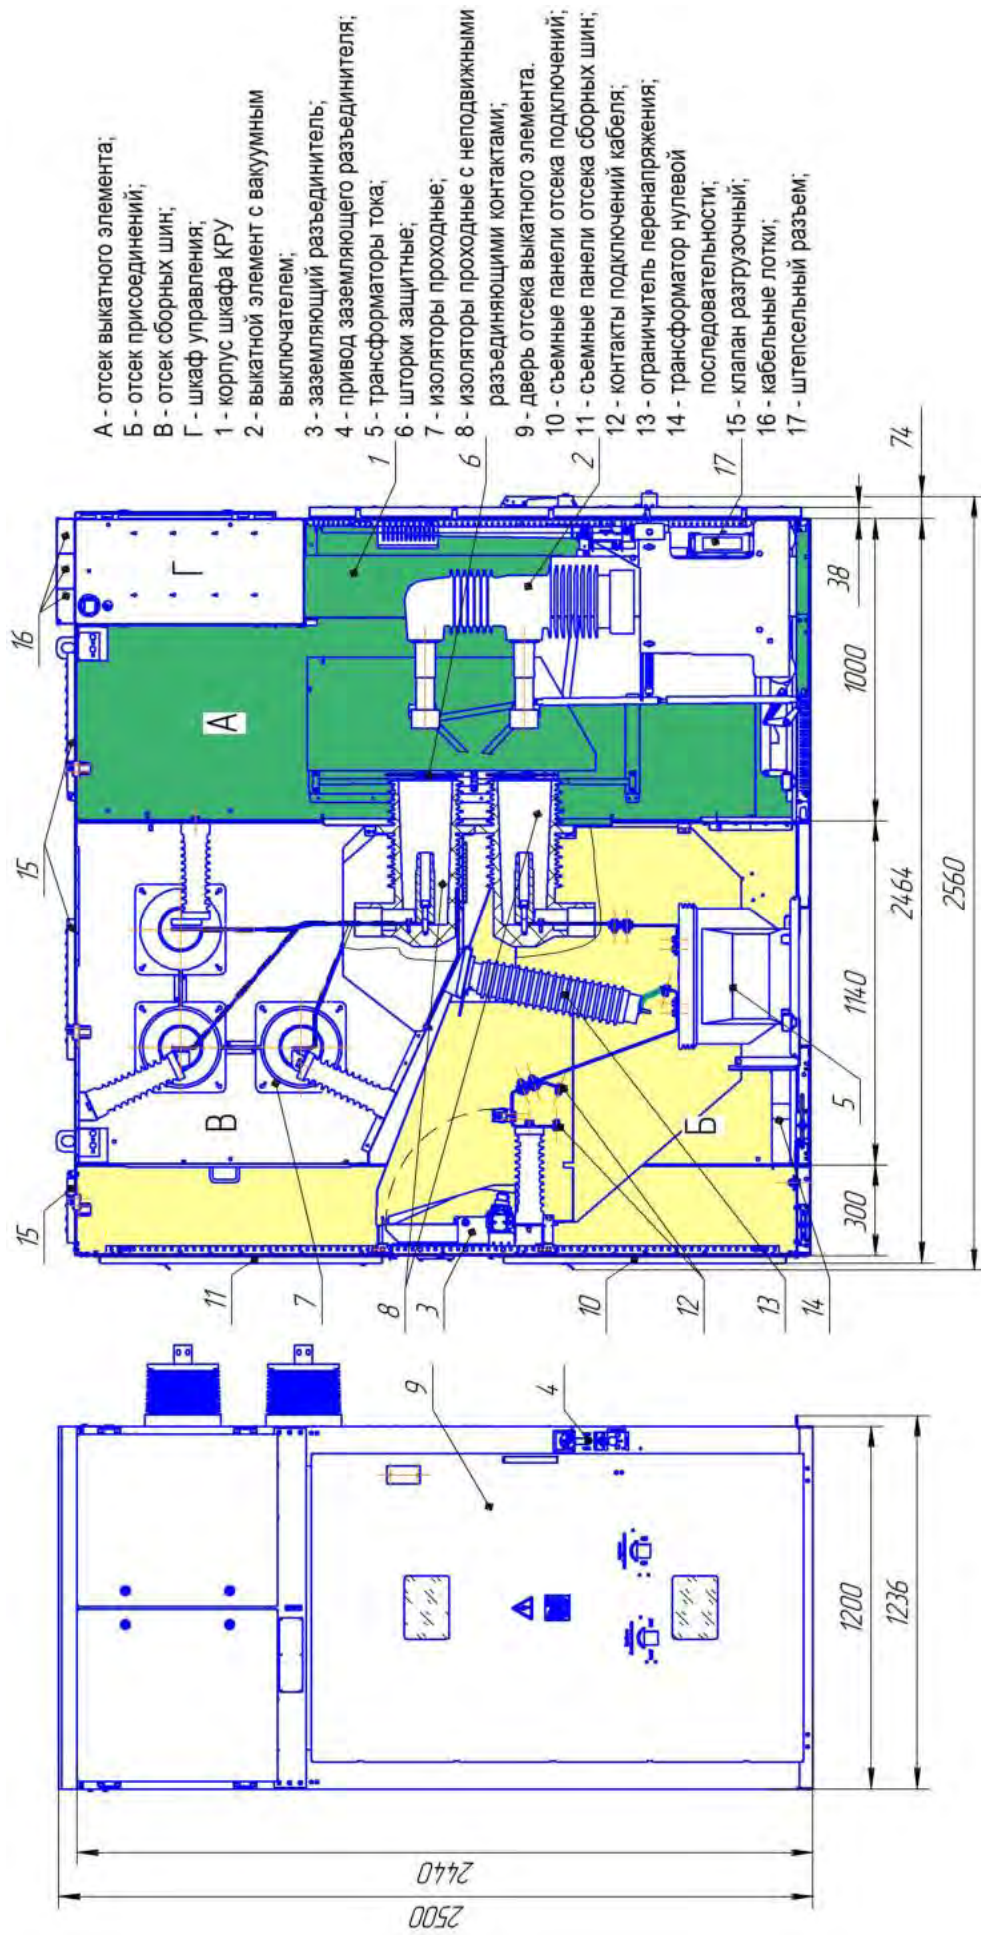 А - отсек выкатного элемента;
Б - отсек присоединений;
В - отсек сборных шин;
Г - шкаф управления;
1 - корпус шкафа КРУ
2 - выкатной элемент с вакуумным
выключателем;
3 - заземляющий разъединитель;
4 - привод заземляющего разъединителя;
5 - трансформаторы тока;
6 - шторки защитные;
7 - изоляторы проходные;
8 - изоляторы проходные с неподвижными
разъединяющими контактами;
9 - дверь отсека выкатного элемента.
10 - съемные панели отсека подключений;
11 - съемные панели отсека сборных шин;
12 - контакты подключений кабеля;
13 - ограничитель перенапряжения;
14 - трансформатор нулевой
последовательности;
15 - клапан разгрузочный;
16 - кабельные лотки;
17 - штепсельный разъем;
15
15
16
11
7
8
3
10
12
13
14
5
1
6
2
17
А
Б
В
Г
300
1140
1000
38
74
2464
2560
9
4
1200
1236
2440
2500